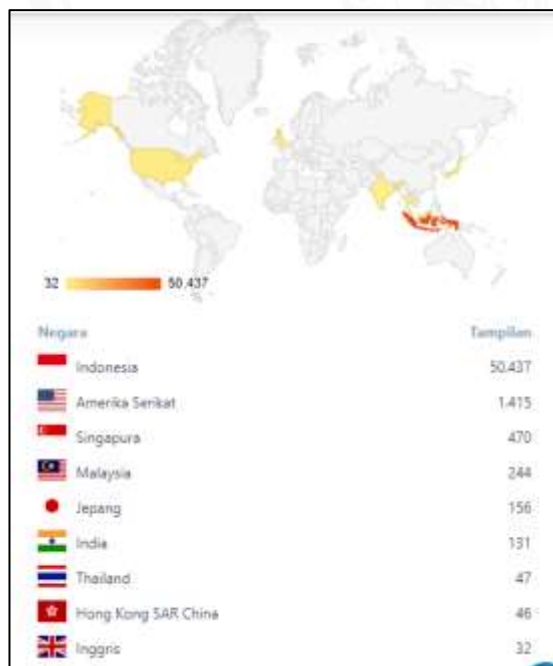 32 50.437
Negara Tampilan
Indonesia 50.437
Amerika Serikat 1.415
Singapura 470
Malaysia 244
Jepang 156
India 131
Thailand 47
Hong Kong SAR China 46
Inggris 32